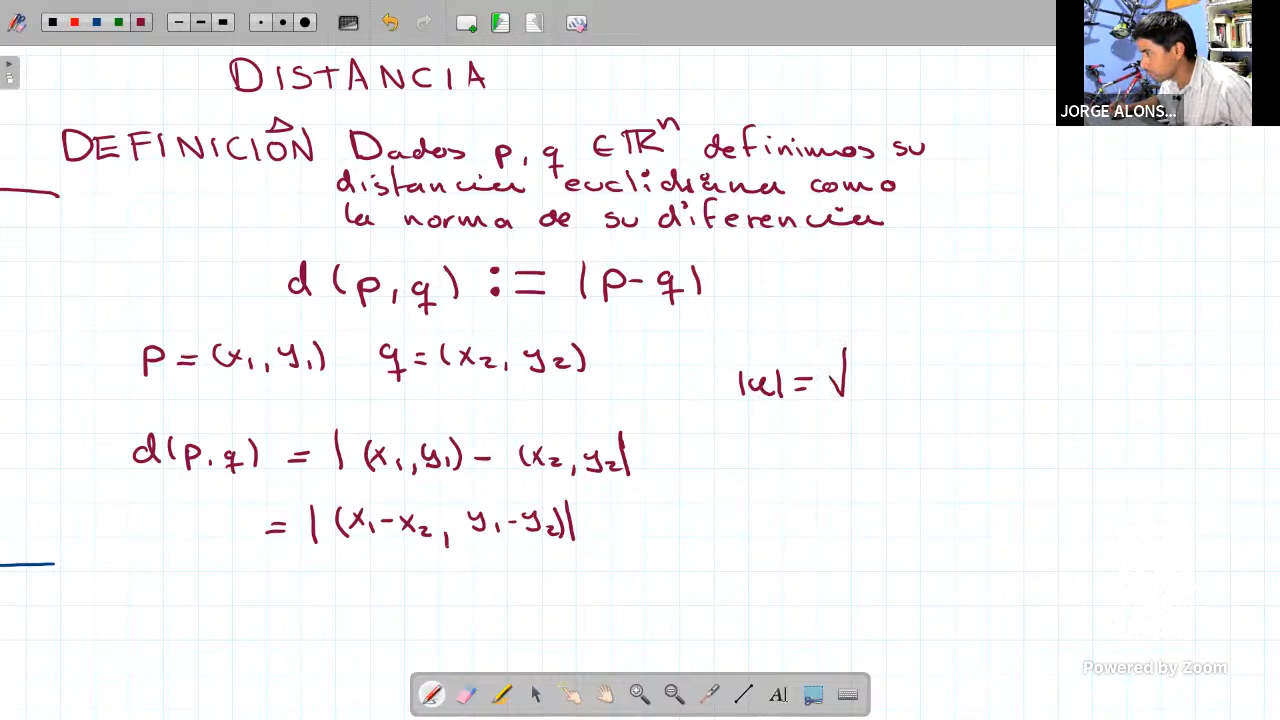 JORGE ALONS...
DISTANCIA
DEFINICIÓN Dados p, q ∈ ℝⁿ definimos su
distancia euclidiana como
la norma de su diferencia
d(p, q) := |p-q|
p = (x₁, y₁) q = (x₂, y₂)
|u| = √
d(p, q) = |(x₁, y₁) - (x₂, y₂|
= |(x₁-x₂, y₁-y₂)|
Powered by Zoom
AI